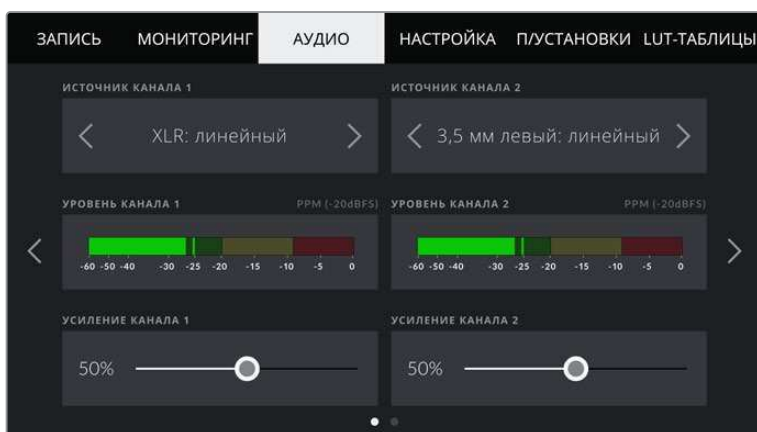 ЗАПИСЬ МОНИТОРИНГ АУДИО НАСТРОЙКА П/УСТАНОВКИ LUT-ТАБЛИЦЫ
ИСТОЧНИК КАНАЛА 1 ИСТОЧНИК КАНАЛА 2
XLR: линейный 3,5 мм левый: линейный
УРОВЕНЬ КАНАЛА 1 PPM (-20dBFS) УРОВЕНЬ КАНАЛА 2 PPM (-20dBFS)
-60 -50 -40 -30 -25 -20 -15 -10 -5 0 -60 -50 -40 -30 -25 -20 -15 -10 -5 0
УСИЛЕНИЕ КАНАЛА 1 УСИЛЕНИЕ КАНАЛА 2
50% 50%